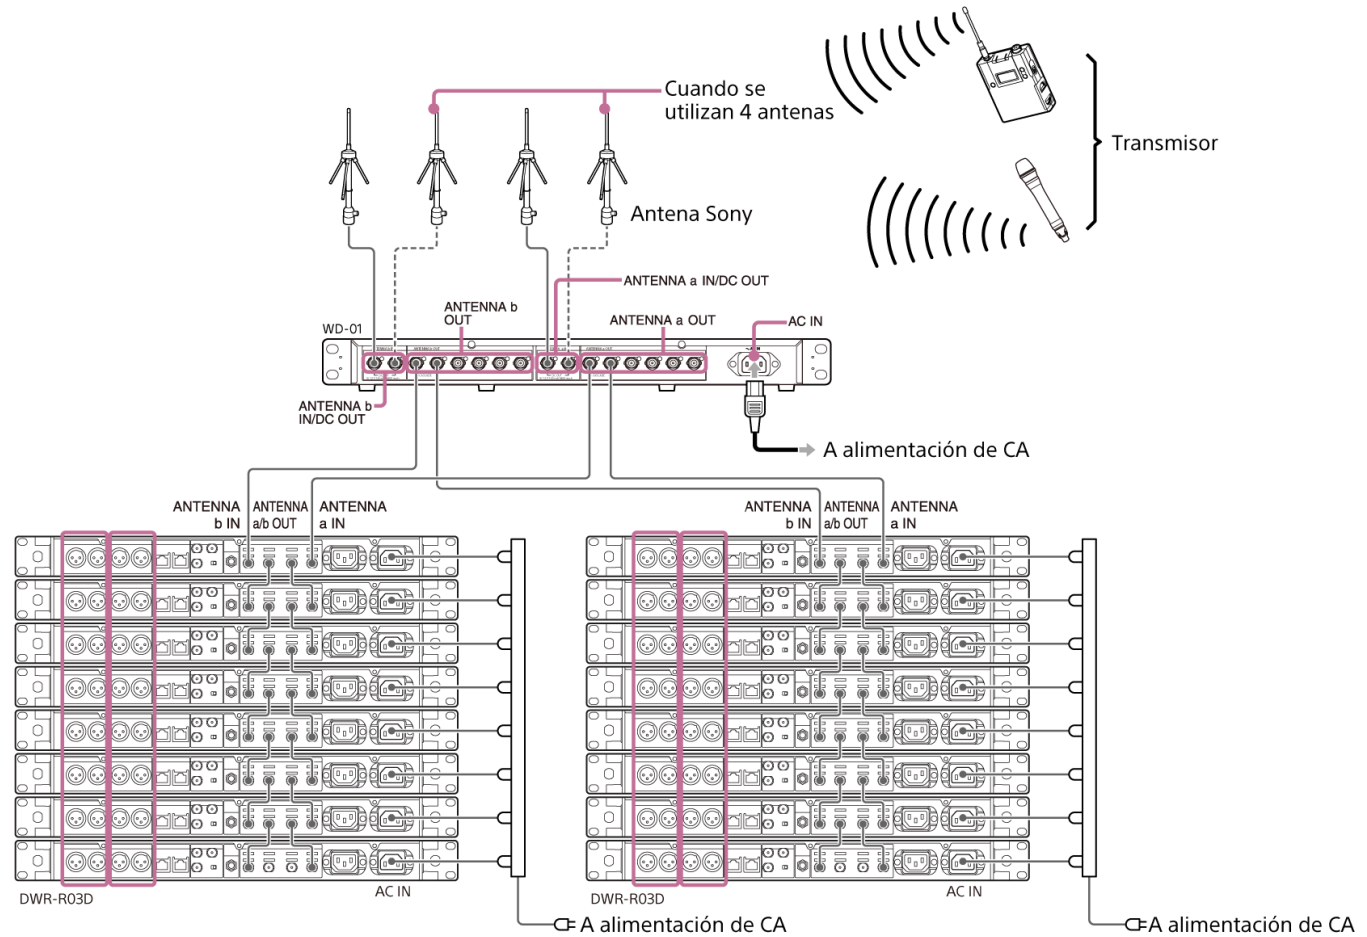 Cuando se
utilizan 4 antenas
Transmisor
Antena Sony
ANTENNA a IN/DC OUT
ANTENNA b
OUT
ANTENNA a OUT
AC IN
WD-01
ANTENNA b
IN/DC OUT
A alimentación de CA
ANTENNA
b IN
ANTENNA
a/b OUT
ANTENNA
a IN
ANTENNA
b IN
ANTENNA
a/b OUT
ANTENNA
a IN
DWR-R03D
AC IN
DWR-R03D
AC IN
A alimentación de CA
A alimentación de CA